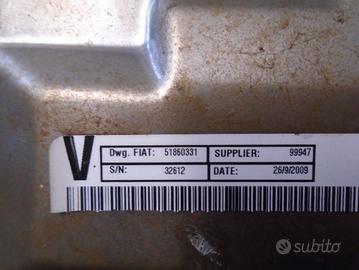 V
Dwg. FIAT: 51860331 SUPPLIER: 99947
S/N: 32612 DATE: 26/9/2009
subito